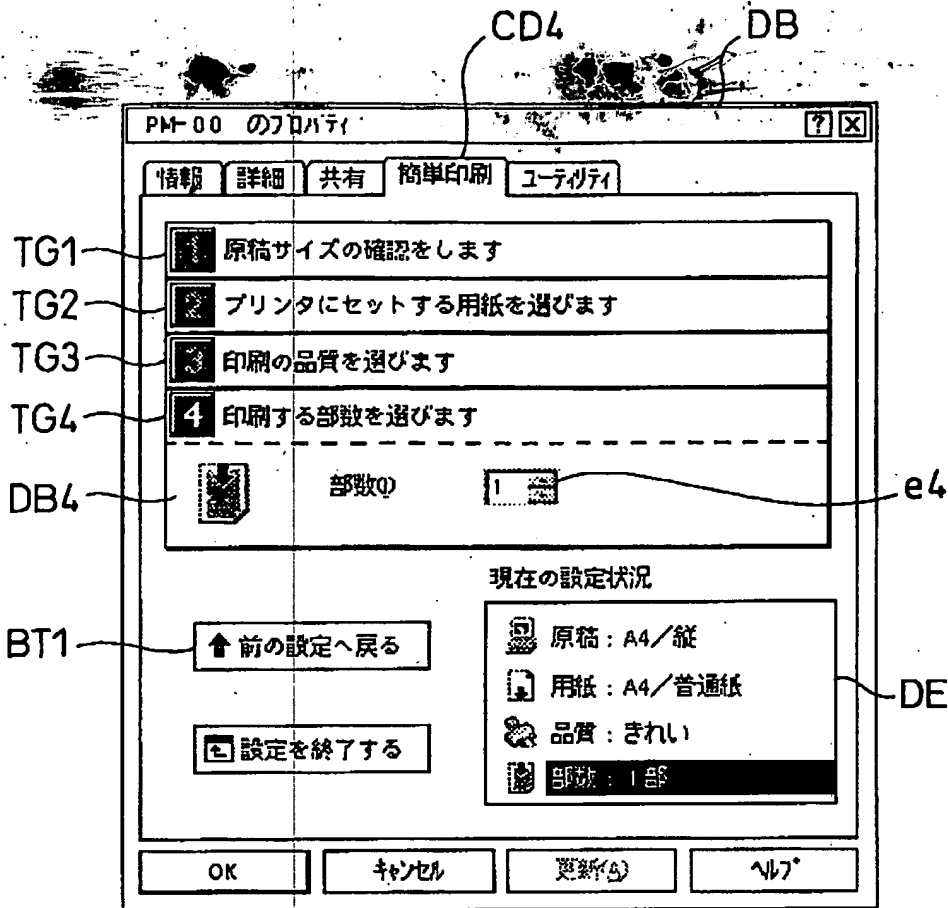 CD4 DB
PM-00 のプロパティ ? X
情報 詳細 共有 簡単印刷 ユーティリティ
TG1 1 原稿サイズの確認をします
TG2 2 プリンタにセットする用紙を選びます
TG3 3 印刷の品質を選びます
TG4 4 印刷する部数を選びます
DB4 部数(I) 1 e4
現在の設定状況
BT1 前の設定へ戻る
原稿:A4/縦
用紙:A4/普通紙
DE
品質:きれい
設定を終了する
部数:1部
OK キャンセル 更新(A) ヘルプ